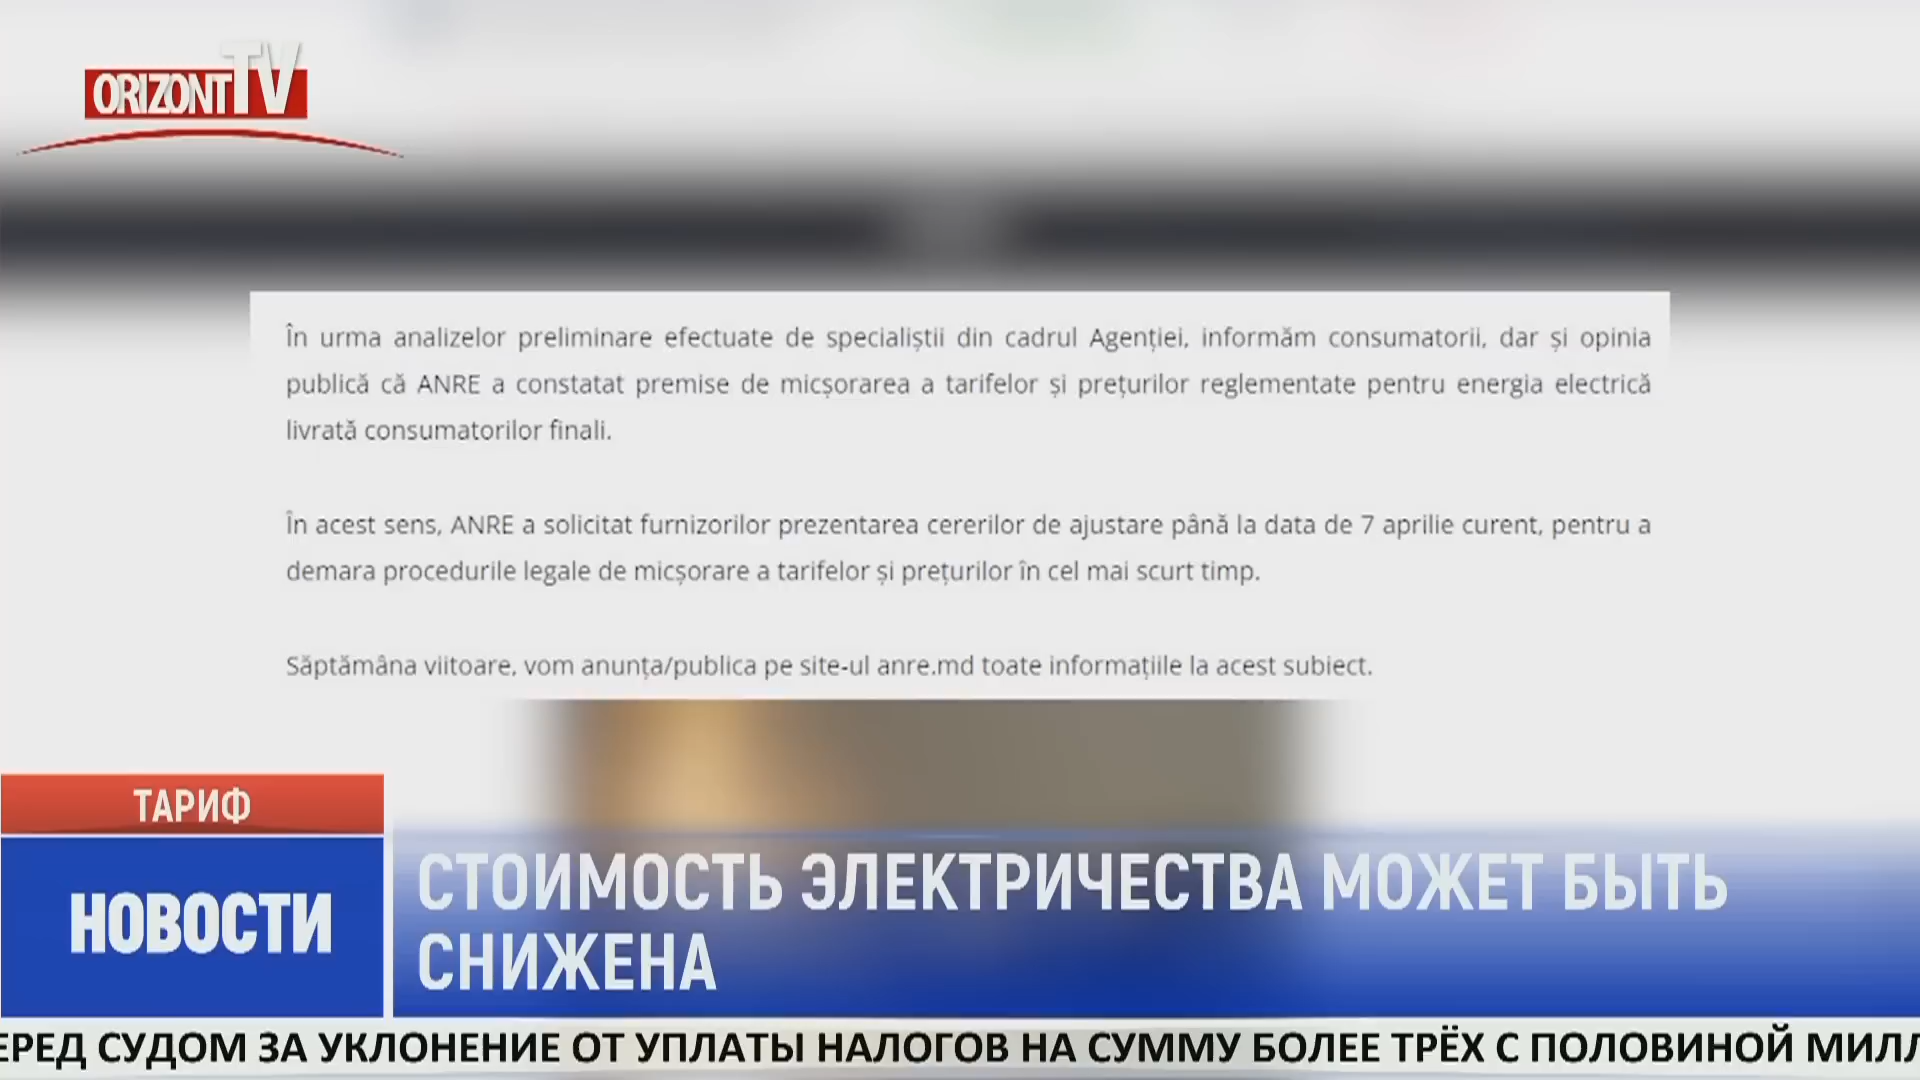 ORIZONTTV
În urma analizelor preliminare efectuate de specialiștii din cadrul Agenției, informăm consumatorii, dar și opinia
publică că ANRE a constatat premise de micșorarea a tarifelor și prețurilor reglementate pentru energia electrică
livrată consumatorilor finali.
În acest sens, ANRE a solicitat furnizorilor prezentarea cererilor de ajustare până la data de 7 aprilie curent, pentru a
demara procedurile legale de micșorare a tarifelor și prețurilor în cel mai scurt timp.
Săptămâna viitoare, vom anunța/publica pe site-ul anre.md toate informațiile la acest subiect.
ТАРИФ
НОВОСТИ
СТОИМОСТЬ ЭЛЕКТРИЧЕСТВА МОЖЕТ БЫТЬ
СНИЖЕНА
ЕРЕД СУДОМ ЗА УКЛОНЕНИЕ ОТ УПЛАТЫ НАЛОГОВ НА СУММУ БОЛЕЕ ТРЁХ С ПОЛОВИНОЙ МИЛЛ